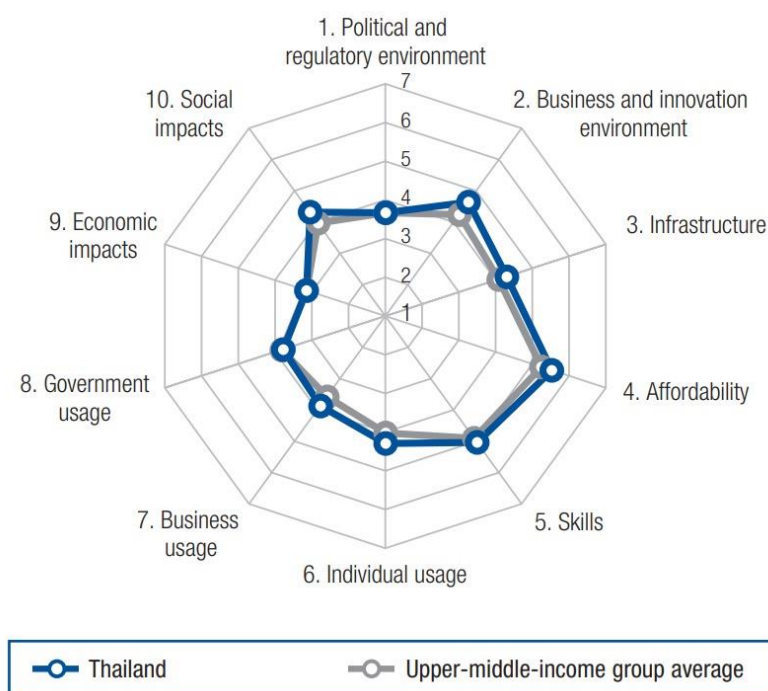 1. Political and
regulatory environment
7
10. Social
impacts
2. Business and innovation
environment
6
5
9. Economic
impacts
4
3. Infrastructure
3
2
1
8. Government
usage
4. Affordability
7. Business
usage
5. Skills
6. Individual usage
Thailand
Upper-middle-income group average